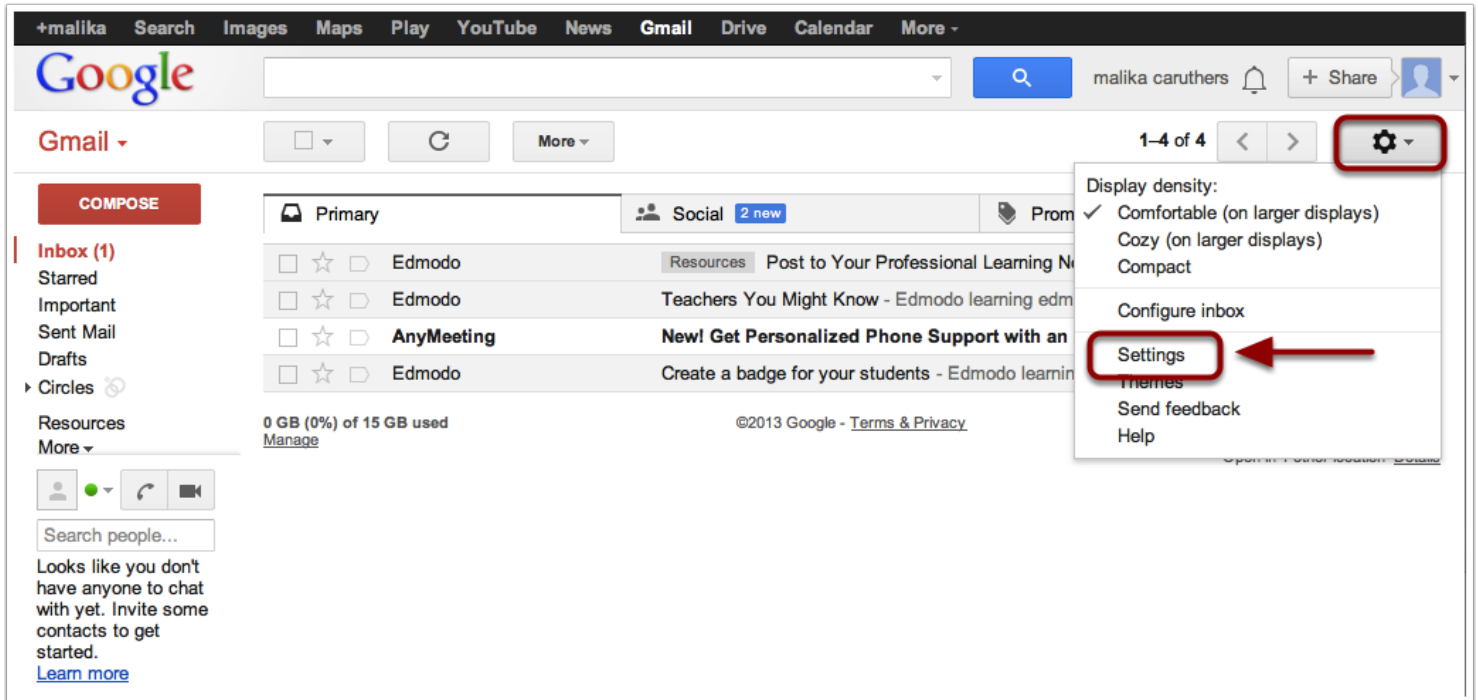 +malika Search Images Maps Play YouTube News Gmail Drive Calendar More
Google
malika caruthers + Share
Gmail
More
1–4 of 4
COMPOSE
Inbox (1)
Starred
Important
Sent Mail
Drafts
Circles
Resources
More
Primary Social 2 new Prom
Edmodo Resources Post to Your Professional Learning
Edmodo Teachers You Might Know - Edmodo learning edm
AnyMeeting New! Get Personalized Phone Support with an
Edmodo Create a badge for your students - Edmodo learnin
0 GB (0%) of 15 GB used
Manage
©2013 Google - Terms & Privacy
Display density:
Comfortable (on larger displays)
Cozy (on larger displays)
Compact
Configure inbox
Settings
Themes
Send feedback
Help
Details
Search people...
Looks like you don't
have anyone to chat
with yet. Invite some
contacts to get
started.
Learn more